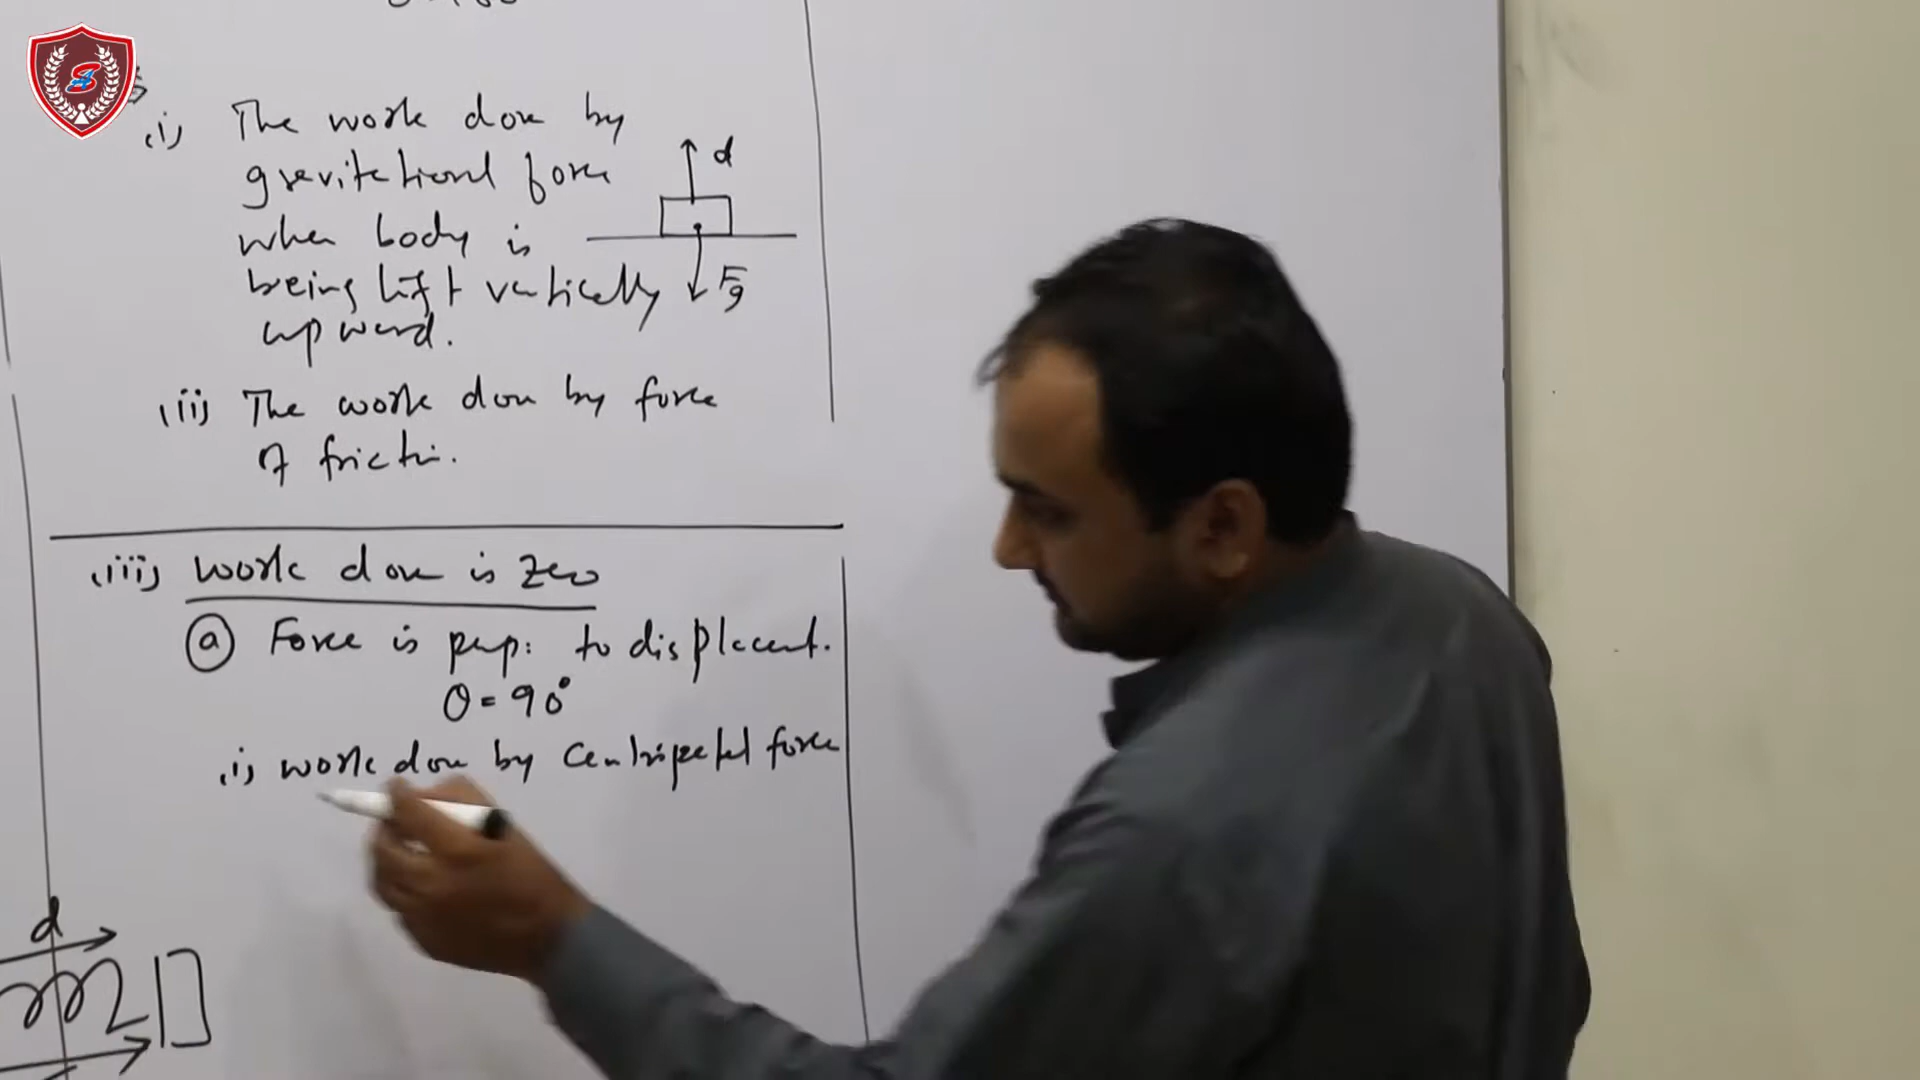 (i) The work done by
gravitational force
when body is
being lift vertically
upward.
d
Fg
(ii) The work done by force
of friction.
(iii) Work done is Zero
(a) Force is perp: to displacement.
θ = 90°
(i) work done by Centripetal force
d